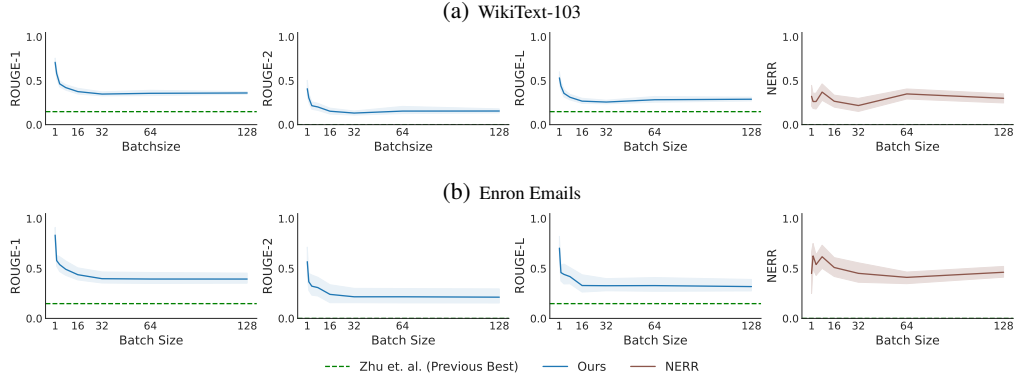 (a) WikiText-103
ROUGE-1
1.0
0.5
0.0
1 16 32 64 128
Batchsize
ROUGE-2
1.0
0.5
0.0
1 16 32 64 128
Batchsize
ROUGE-L
1.0
0.5
0.0
1 16 32 64 128
Batch Size
NERR
1.0
0.5
0.0
1 16 32 64 128
Batch Size
(b) Enron Emails
ROUGE-1
1.0
0.5
0.0
1 16 32 64 128
Batch Size
ROUGE-2
1.0
0.5
0.0
1 16 32 64 128
Batch Size
ROUGE-L
1.0
0.5
0.0
1 16 32 64 128
Batch Size
NERR
1.0
0.5
0.0
1 16 32 64 128
Batch Size
Zhu et. al. (Previous Best) Ours NERR